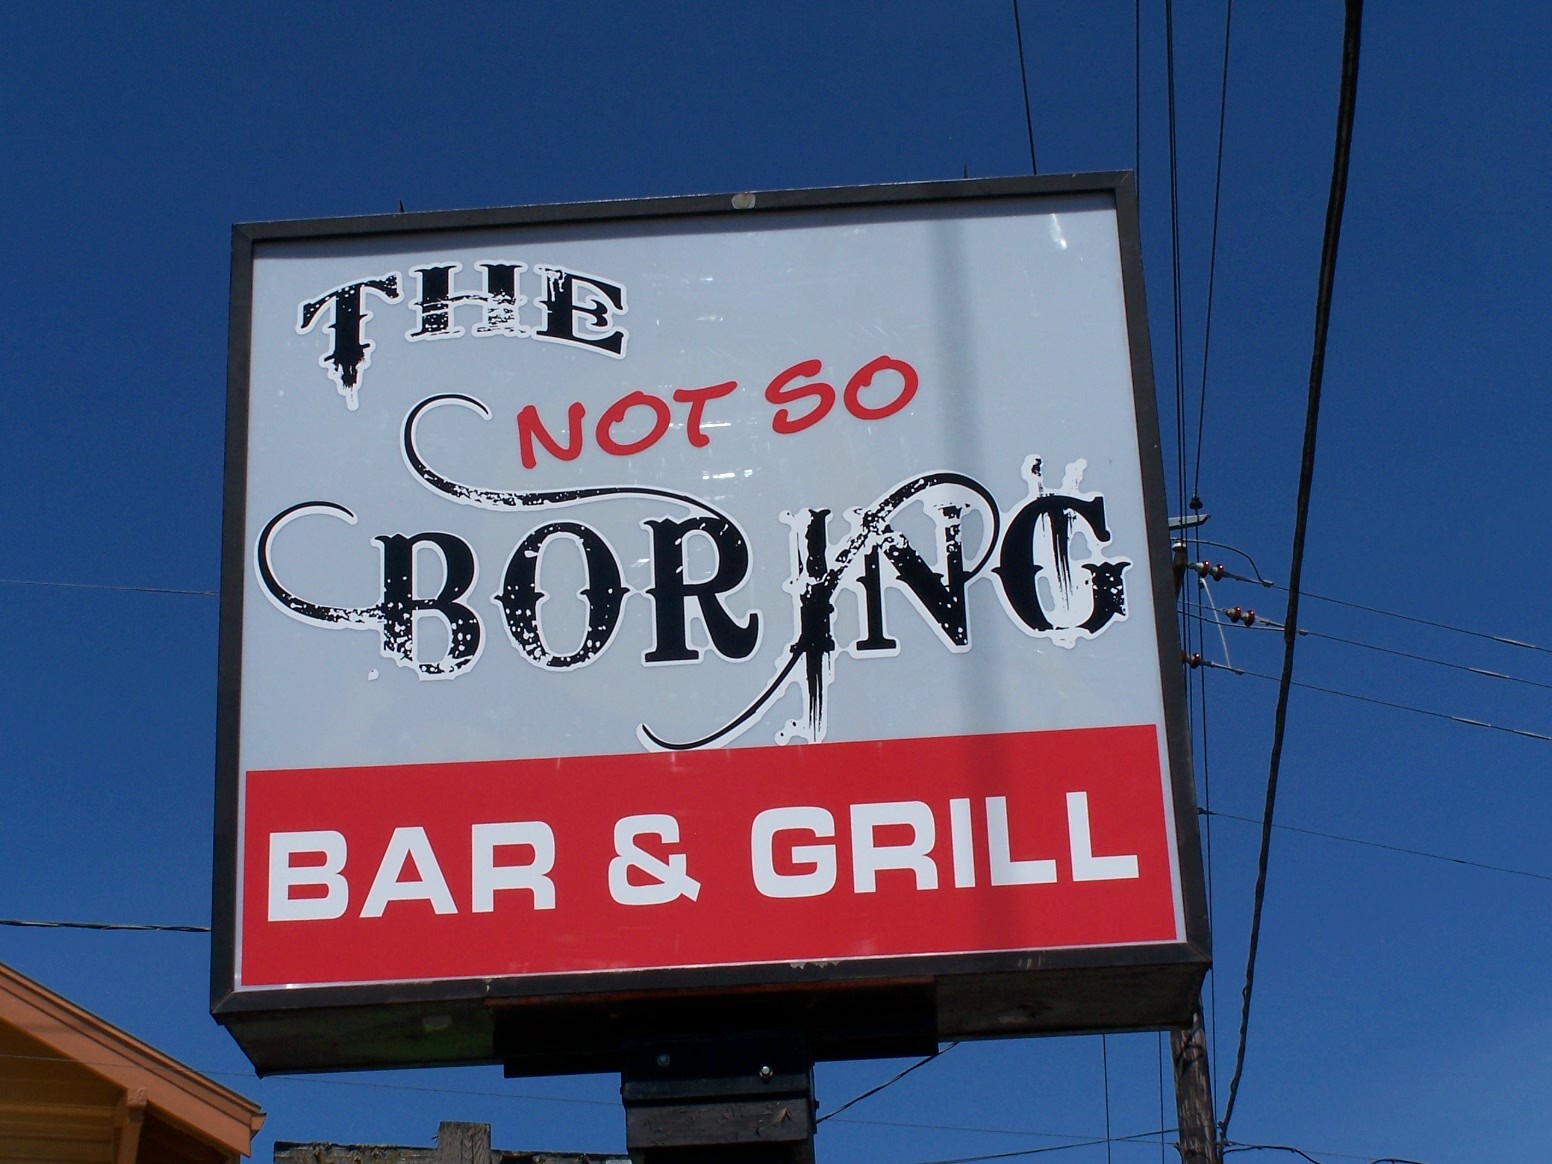 THE
NOT SO
BORING
BAR & GRILL